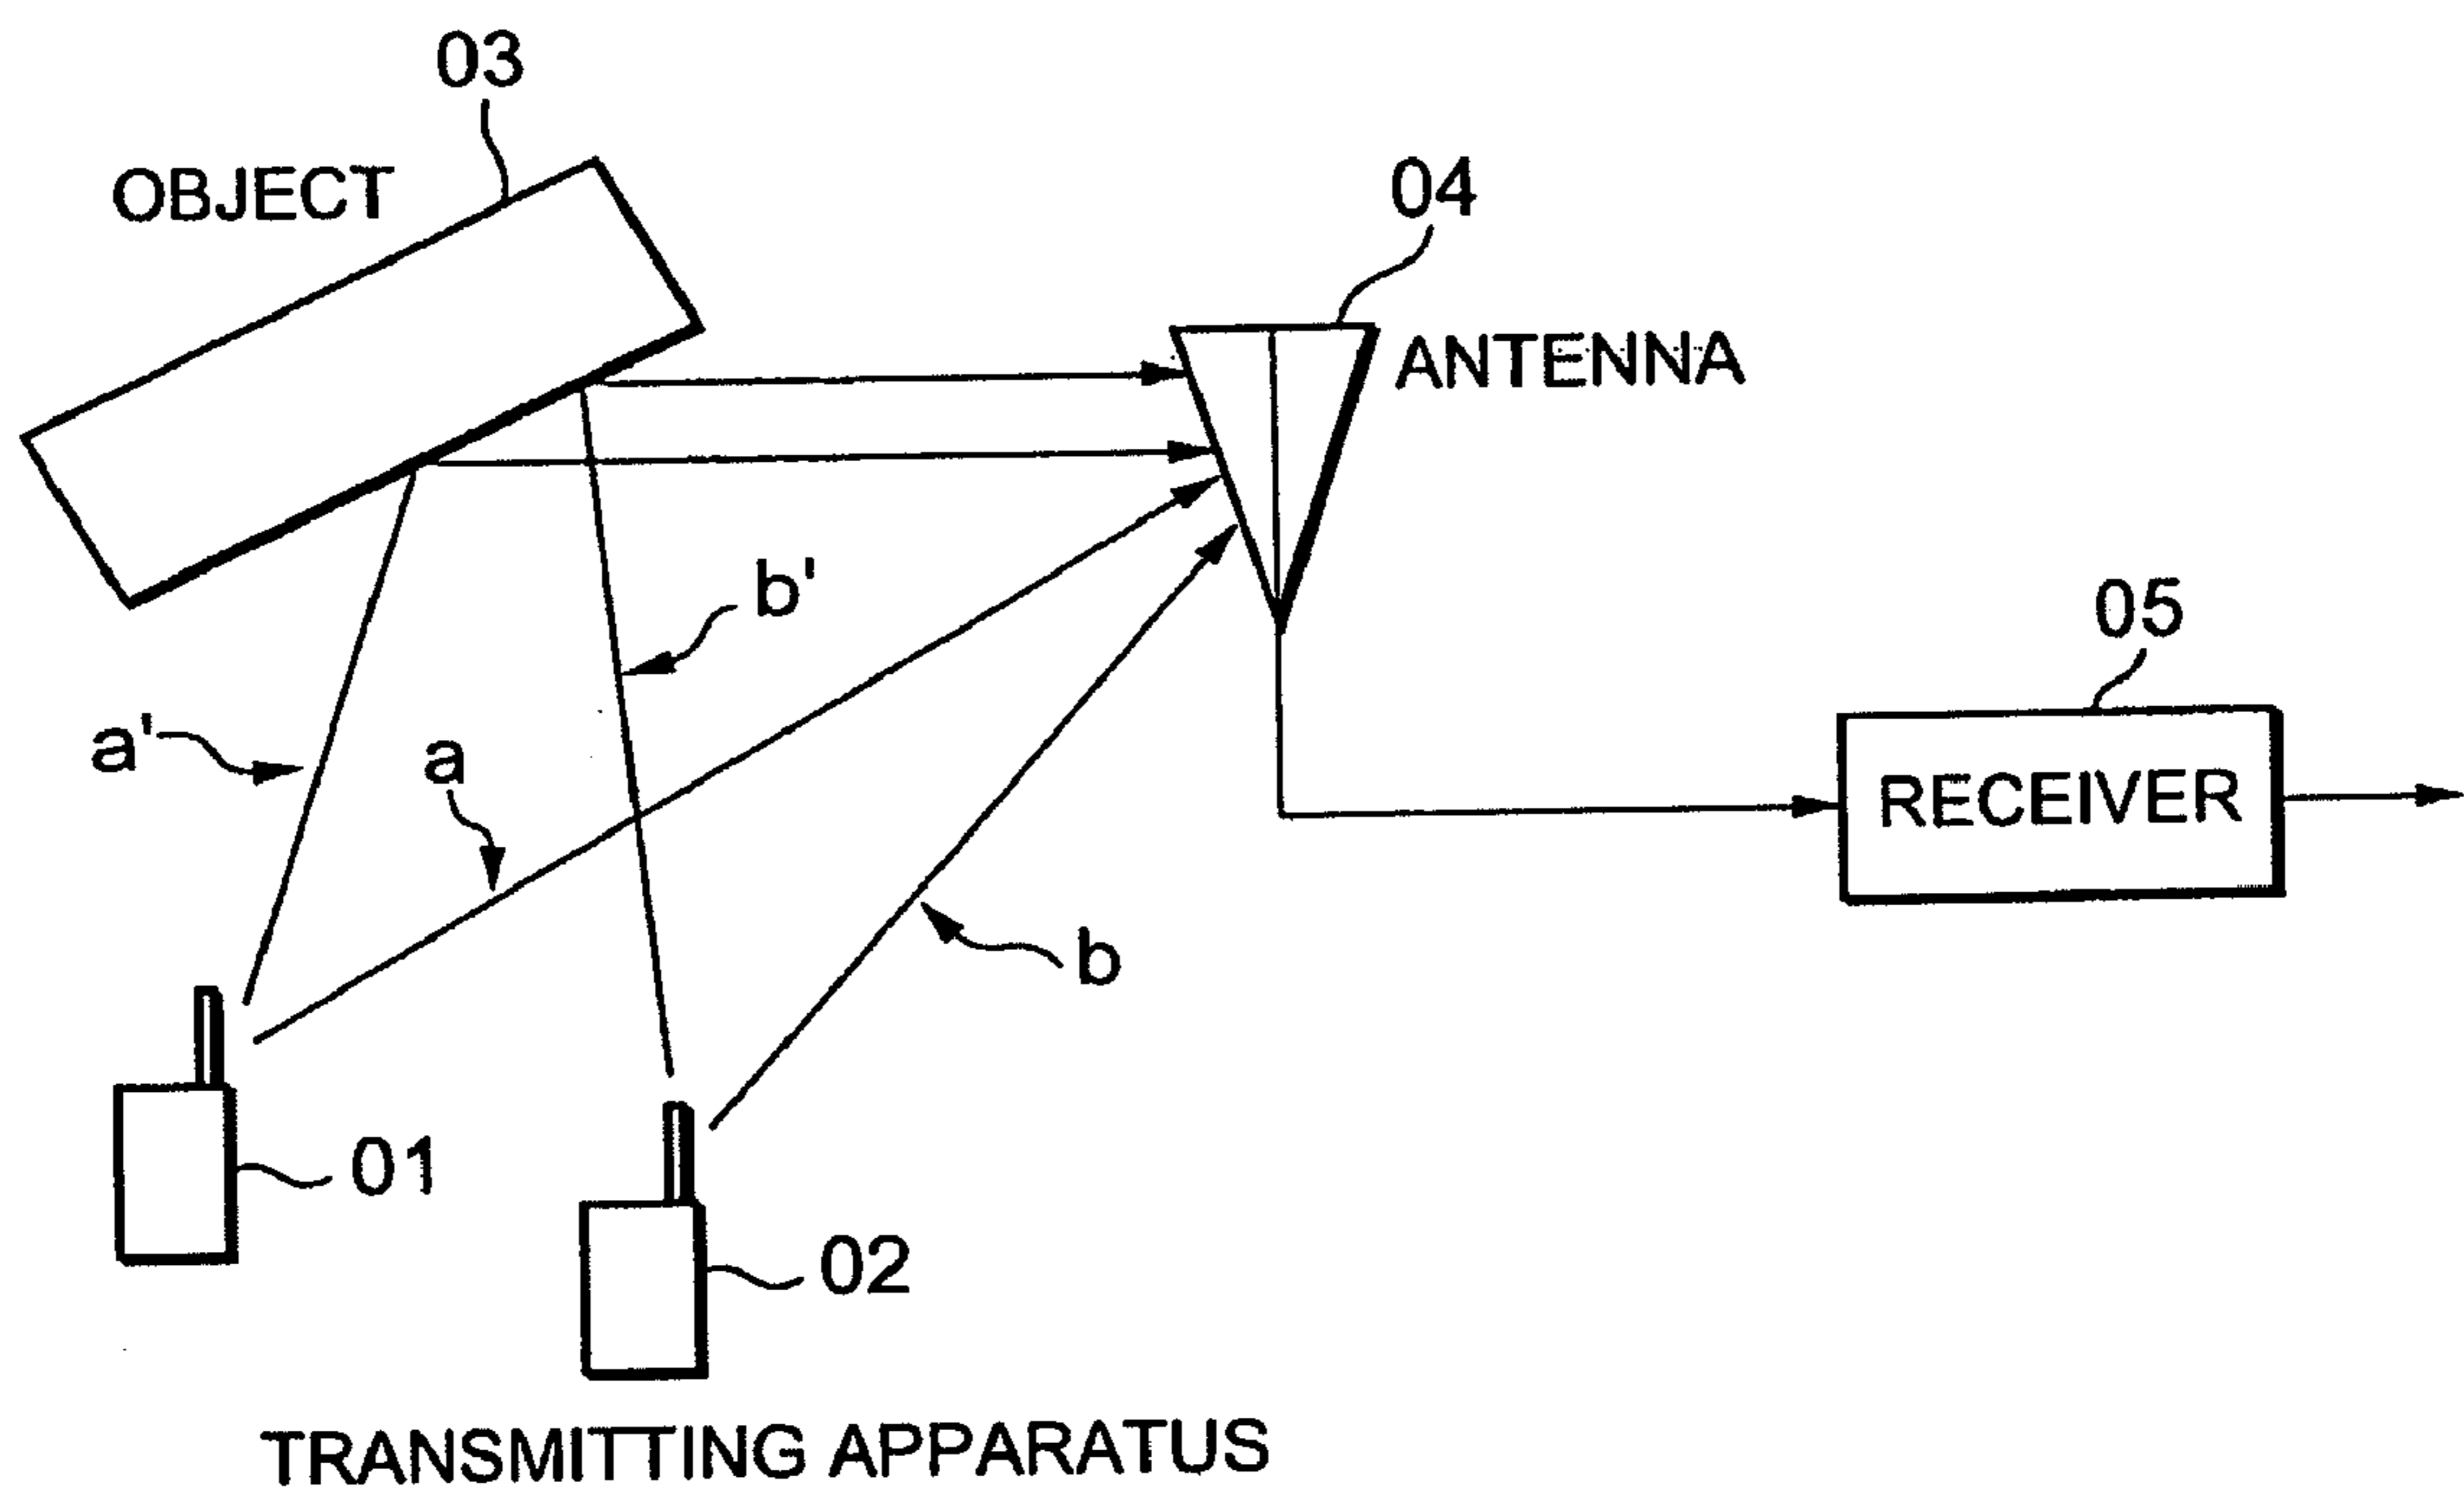 03
OBJECT
04
ANTENNA
b'
05
a'
a
RECEIVER
b
01
02
TRANSMITTING APPARATUS